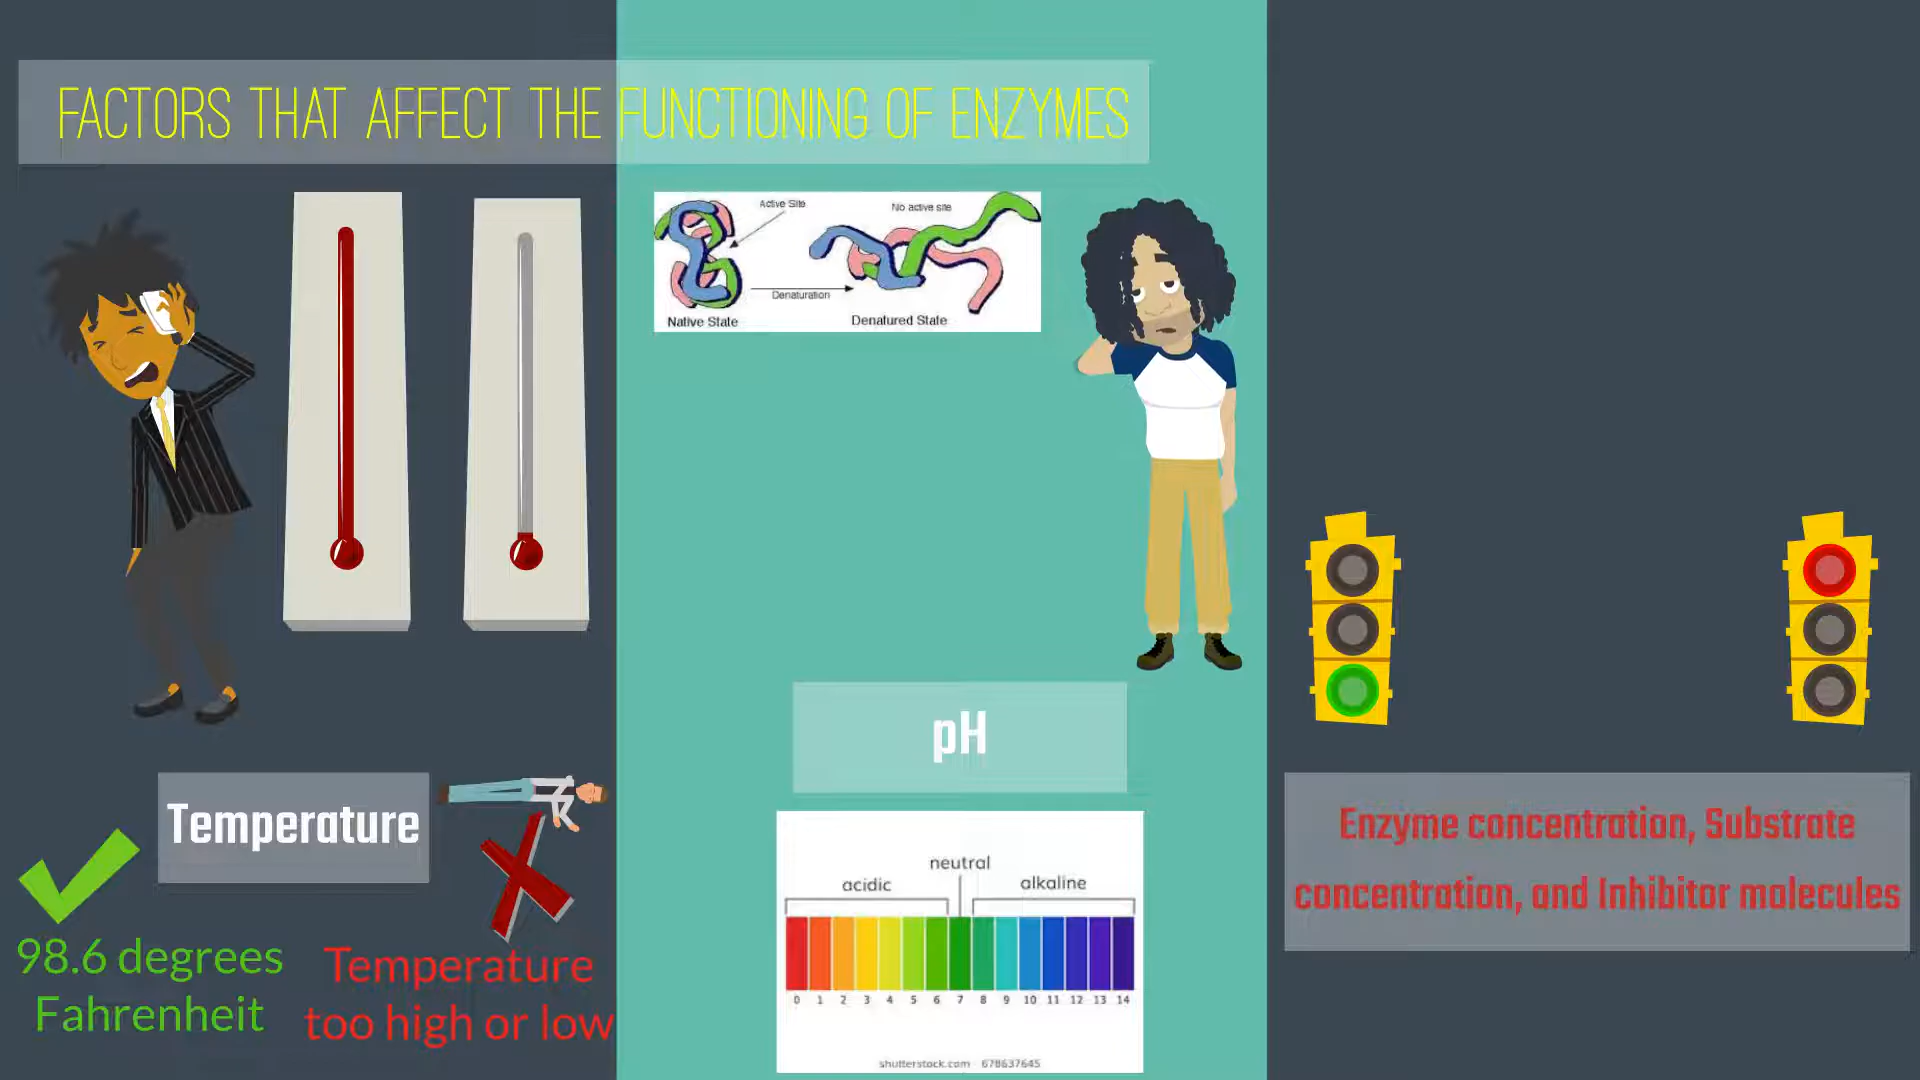 FACTORS THAT AFFECT THE FUNCTIONING OF ENZYMES
Active Site
No active site
Denaturation
Native State
Denatured State
Temperature
98.6 degrees
Fahrenheit
Temperature
too high or low
pH
neutral
acidic
alkaline
0 1 2 3 4 5 6 7 8 9 10 11 12 13 14
shutterstock.com · 678637645
Enzyme concentration, Substrate
concentration, and Inhibitor molecules